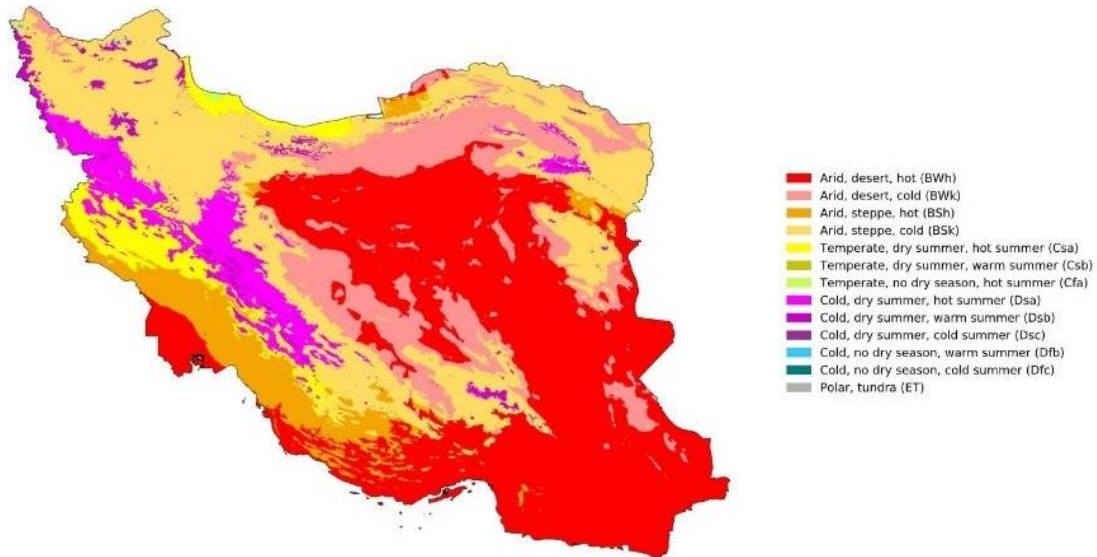 Arid, desert, hot (BWh)
Arid, desert, cold (BWk)
Arid, steppe, hot (BSh)
Arid, steppe, cold (BSk)
Temperate, dry summer, hot summer (Csa)
Temperate, dry summer, warm summer (Csb)
Temperate, no dry season, hot summer (Cfa)
Cold, dry summer, hot summer (Dsa)
Cold, dry summer, warm summer (Dsb)
Cold, dry summer, cold summer (Dsc)
Cold, no dry season, warm summer (Dfb)
Cold, no dry season, cold summer (Dfc)
Polar, tundra (ET)